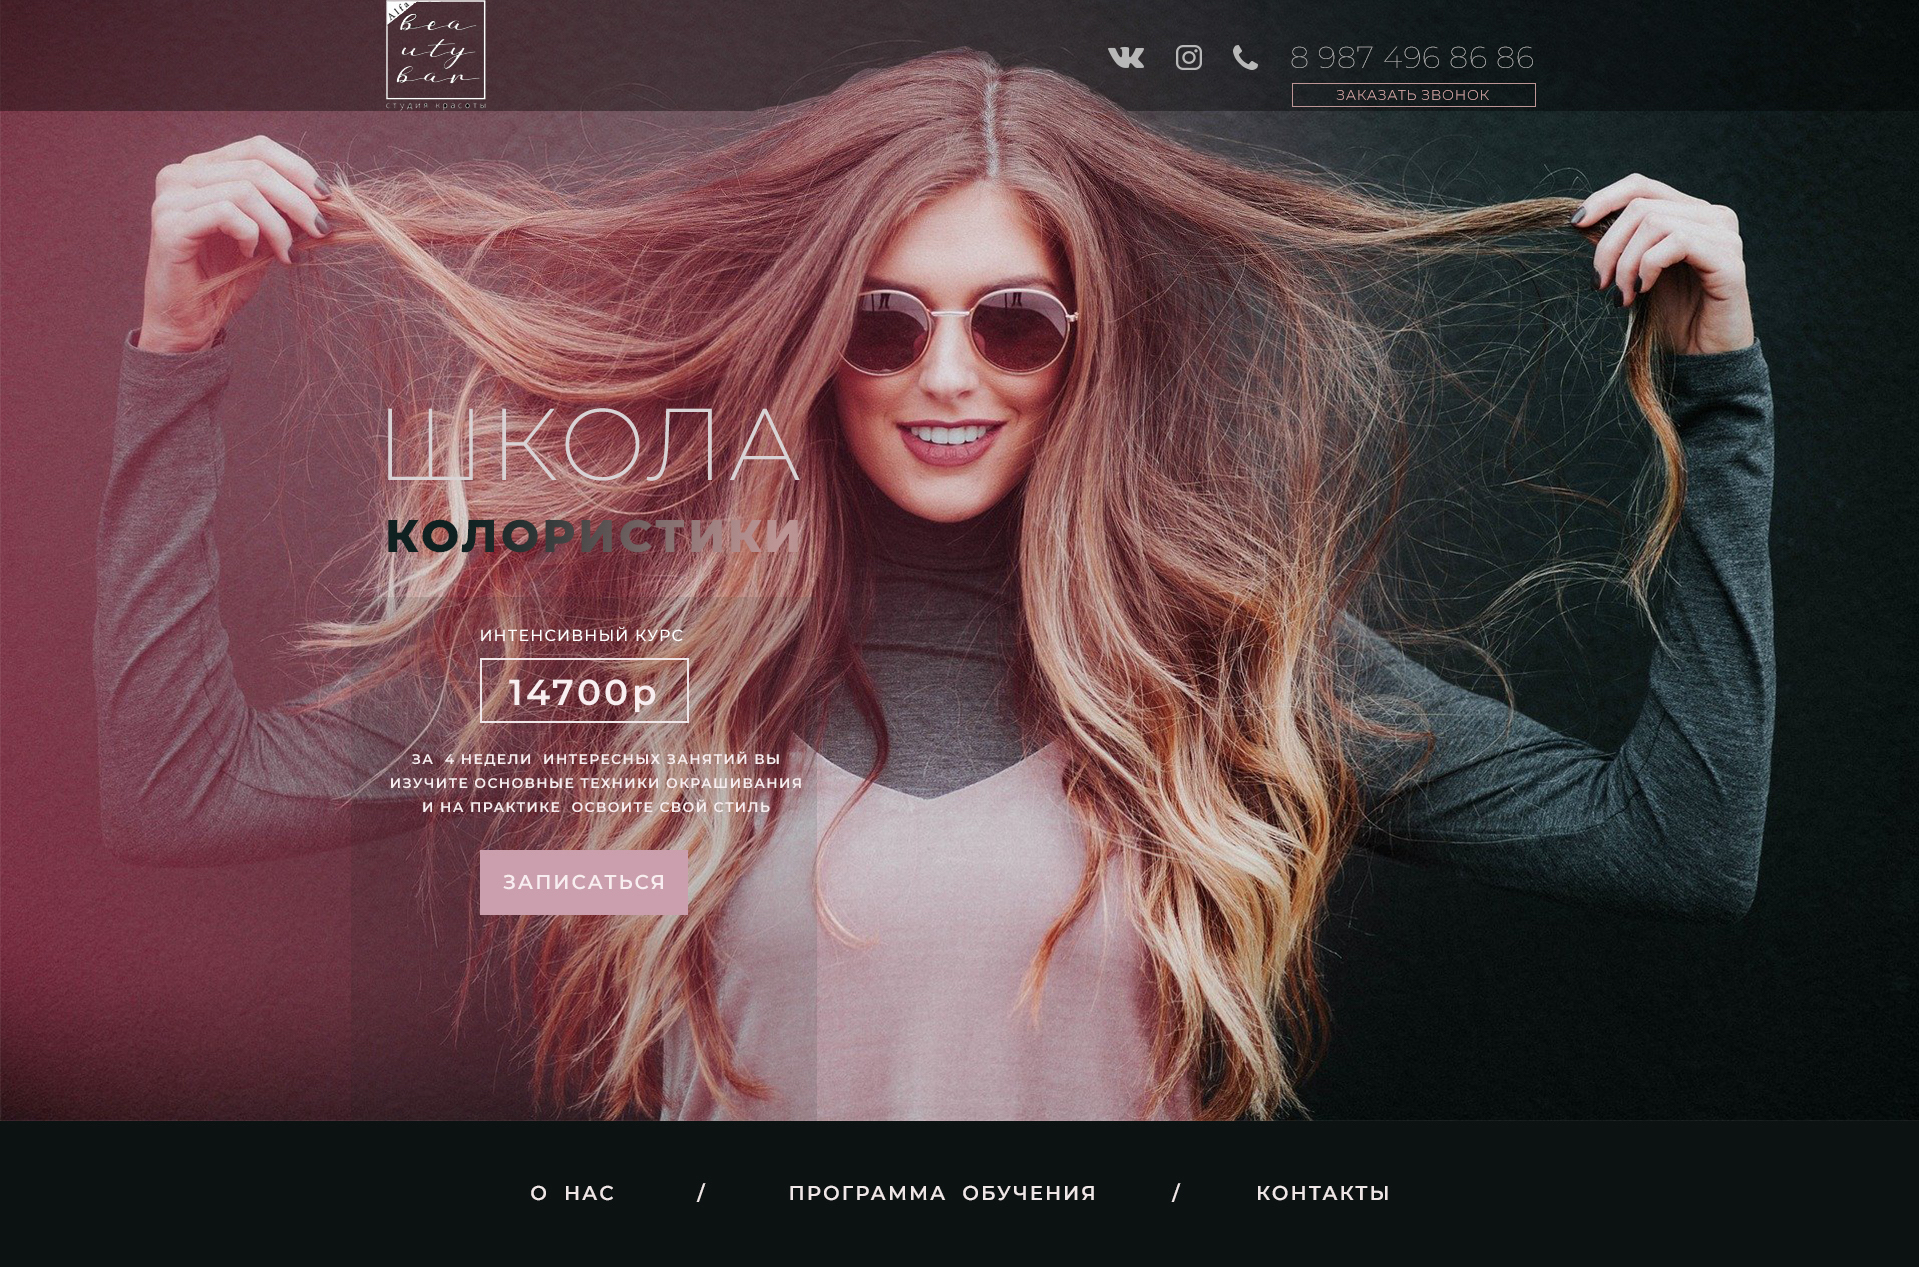 Alfa
bea
uty
bar
студия красоты
8 987 496 86 86
ЗАКАЗАТЬ ЗВОНОК
ШКОЛА
КОЛОРИСТИКИ
ИНТЕНСИВНЫЙ КУРС
14700р
ЗА 4 НЕДЕЛИ ИНТЕРЕСНЫХ ЗАНЯТИЙ ВЫ
ИЗУЧИТЕ ОСНОВНЫЕ ТЕХНИКИ ОКРАШИВАНИЯ
И НА ПРАКТИКЕ ОСВОИТЕ СВОЙ СТИЛЬ
ЗАПИСАТЬСЯ
О НАС / ПРОГРАММА ОБУЧЕНИЯ / КОНТАКТЫ